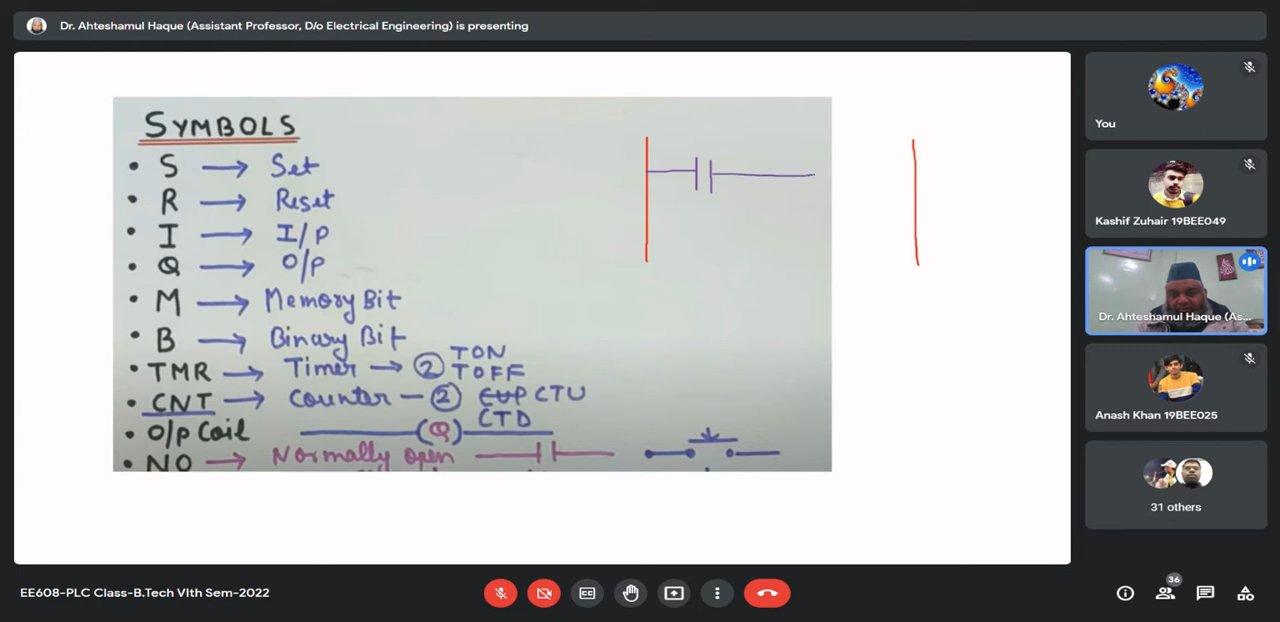 Dr. Ahteshamul Haque (Assistant Professor, D/o Electrical Engineering) is presenting
SYMBOLS
• S → Set
• R → Reset
• I → I/P
• Q → O/P
• M → Memory Bit
• B → Binary Bit
• TMR → Timer → ② TON
TOFF
• CNT → Counter – ② CUP CTU
CTD
• O/P Coil (Q)
• NO → Normally open
You
Kashif Zuhair 19BEE049
Dr. Ahteshamul Haque (As...
Anash Khan 19BEE025
31 others
EE608-PLC Class-B.Tech VIth Sem-2022
36